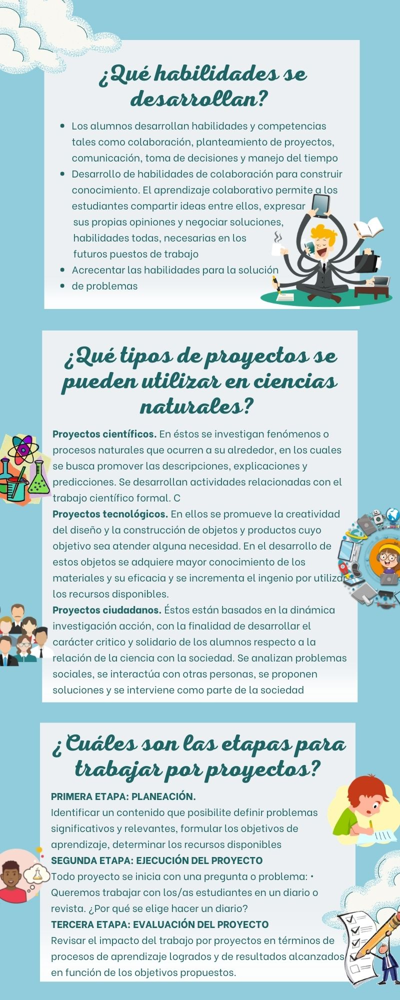 ¿Qué habilidades se
desarrollan?
• Los alumnos desarrollan habilidades y competencias
tales como colaboración, planteamiento de proyectos,
comunicación, toma de decisiones y manejo del tiempo
• Desarrollo de habilidades de colaboración para construir
conocimiento. El aprendizaje colaborativo permite a los
estudiantes compartir ideas entre ellos, expresar
sus propias opiniones y negociar soluciones,
habilidades todas, necesarias en los
futuros puestos de trabajo
• Acrecentar las habilidades para la solución
• de problemas
¿Qué tipos de proyectos se
pueden utilizar en ciencias
naturales?
Proyectos científicos. En éstos se investigan fenómenos o
procesos naturales que ocurren a su alrededor, en los cuales
se busca promover las descripciones, explicaciones y
predicciones. Se desarrollan actividades relacionadas con el
trabajo científico formal. C
Proyectos tecnológicos. En ellos se promueve la creatividad
del diseño y la construcción de objetos y productos cuyo
objetivo sea atender alguna necesidad. En el desarrollo de
estos objetos se adquiere mayor conocimiento de los
materiales y su eficacia y se incrementa el ingenio por utilizar
los recursos disponibles.
Proyectos ciudadanos. Éstos están basados en la dinámica
investigación acción, con la finalidad de desarrollar el
carácter critico y solidario de los alumnos respecto a la
relación de la ciencia con la sociedad. Se analizan problemas
sociales, se interactúa con otras personas, se proponen
soluciones y se interviene como parte de la sociedad
¿Cuáles son las etapas para
trabajar por proyectos?
PRIMERA ETAPA: PLANEACIÓN.
Identificar un contenido que posibilite definir problemas
significativos y relevantes, formular los objetivos de
aprendizaje, determinar los recursos disponibles
SEGUNDA ETAPA: EJECUCIÓN DEL PROYECTO
Todo proyecto se inicia con una pregunta o problema: •
Queremos trabajar con los/as estudiantes en un diario o
revista. ¿Por qué se elige hacer un diario?
TERCERA ETAPA: EVALUACIÓN DEL PROYECTO
Revisar el impacto del trabajo por proyectos en términos de
procesos de aprendizaje logrados y de resultados alcanzados
en función de los objetivos propuestos.